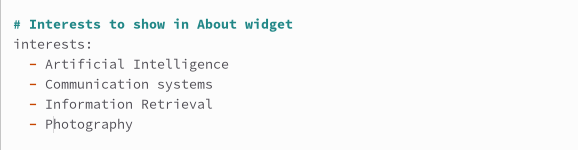 # Interests to show in About widget
interests:
- Artificial Intelligence
- Communication systems
- Information Retrieval
- Photography